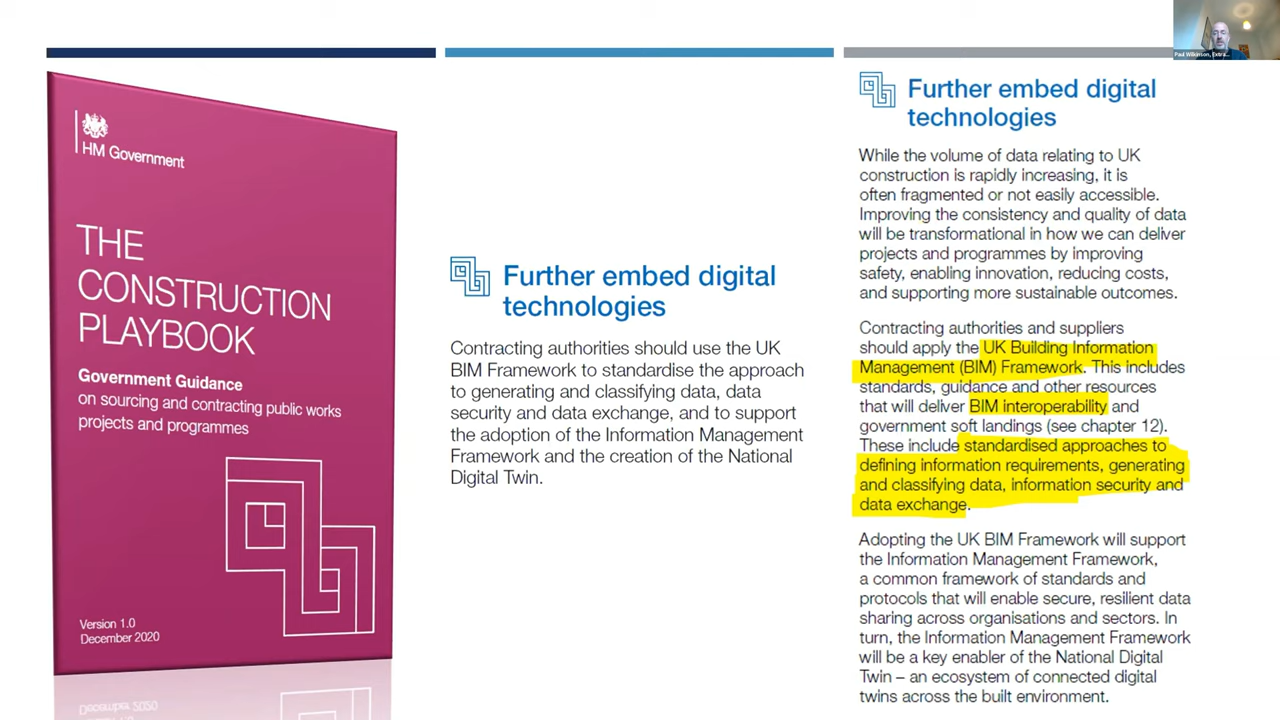 HM Government
THE
CONSTRUCTION
PLAYBOOK
Government Guidance
on sourcing and contracting public works
projects and programmes
Version 1.0
December 2020
Further embed digital
technologies
Contracting authorities should use the UK
BIM Framework to standardise the approach
to generating and classifying data, data
security and data exchange, and to support
the adoption of the Information Management
Framework and the creation of the National
Digital Twin.
Further embed digital
technologies
While the volume of data relating to UK
construction is rapidly increasing, it is
often fragmented or not easily accessible.
Improving the consistency and quality of data
will be transformational in how we can deliver
projects and programmes by improving
safety, enabling innovation, reducing costs,
and supporting more sustainable outcomes.
Contracting authorities and suppliers
should apply the UK Building Information
Management (BIM) Framework. This includes
standards, guidance and other resources
that will deliver BIM interoperability and
government soft landings (see chapter 12).
These include standardised approaches to
defining information requirements, generating
and classifying data, information security and
data exchange.
Adopting the UK BIM Framework will support
the Information Management Framework,
a common framework of standards and
protocols that will enable secure, resilient data
sharing across organisations and sectors. In
turn, the Information Management Framework
will be a key enabler of the National Digital
Twin – an ecosystem of connected digital
twins across the built environment.
Paul Wilkinson, Extra...